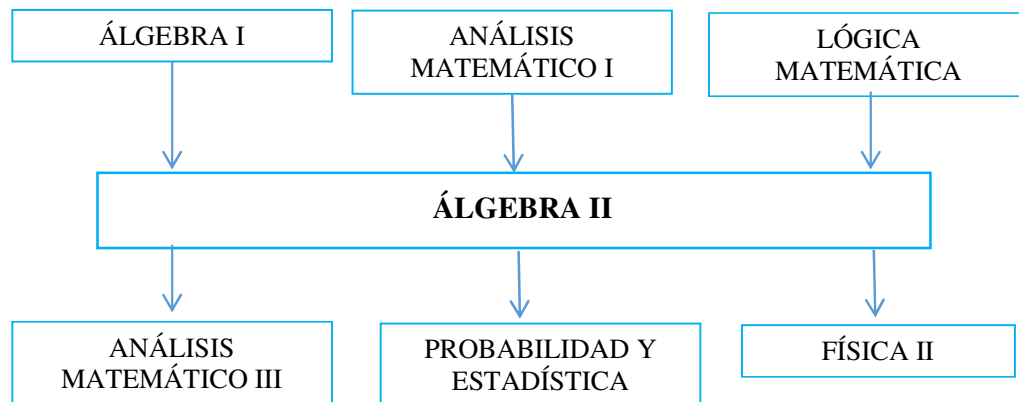 ÁLGEBRA I
ANÁLISIS
MATEMÁTICO I
LÓGICA
MATEMÁTICA
ÁLGEBRA II
ANÁLISIS
MATEMÁTICO III
PROBABILIDAD Y
ESTADÍSTICA
FÍSICA II